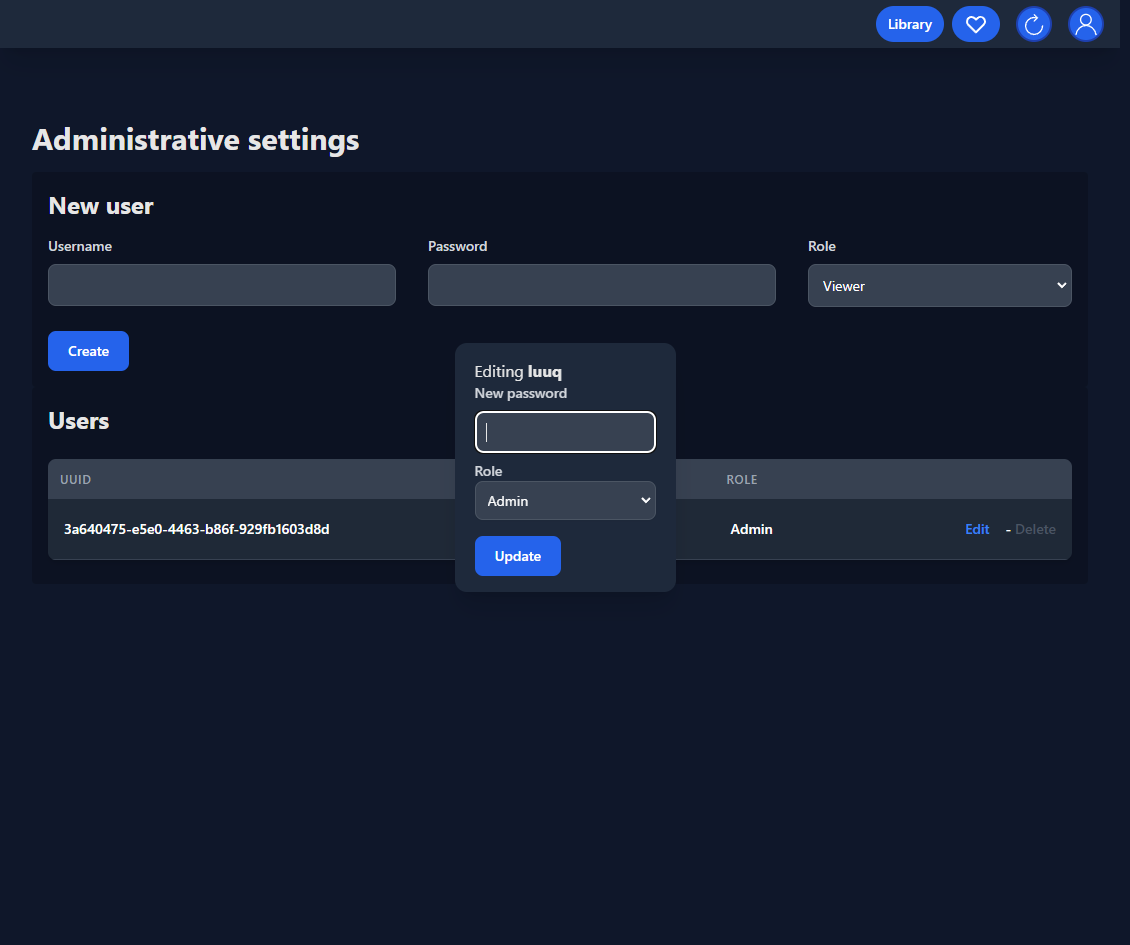 Library
Administrative settings
New user
Username Password Role
Viewer
Create
Editing luuq
New password
Role
Admin
Update
Users
UUID ROLE
3a640475-e5e0-4463-b86f-929fb1603d8d Admin Edit - Delete